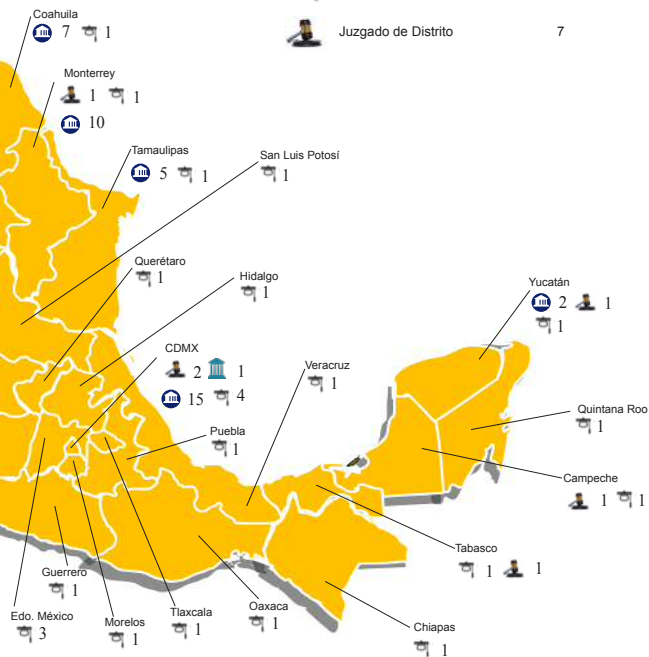 Coahuila
7 1
Juzgado de Distrito 7
Monterrey
1 1
10
Tamaulipas
5 1
San Luis Potosí
1
Querétaro
1
Hidalgo
1
Yucatán
2 1
1
CDMX
2 1
15 4
Veracruz
1
Quintana Roo
1
Puebla
1
Campeche
1 1
Tabasco
1 1
Guerrero
1
Edo. México
3
Morelos
1
Tlaxcala
1
Oaxaca
1
Chiapas
1